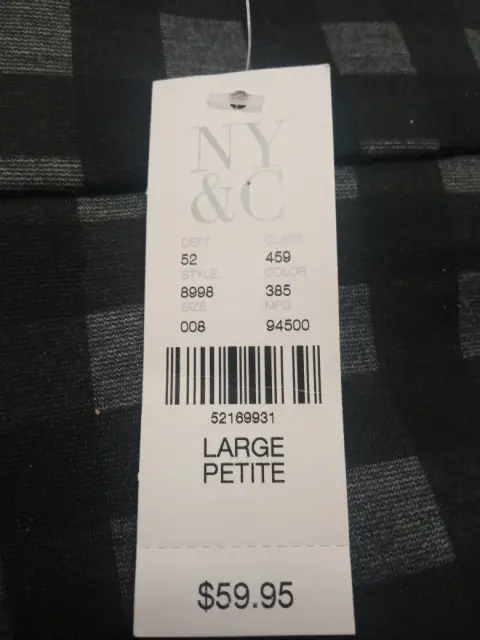 NY
&C
DEPT CLASS
52 459
STYLE COLOR
8998 385
SIZE MFG
008 94500
52169931
LARGE
PETITE
$59.95